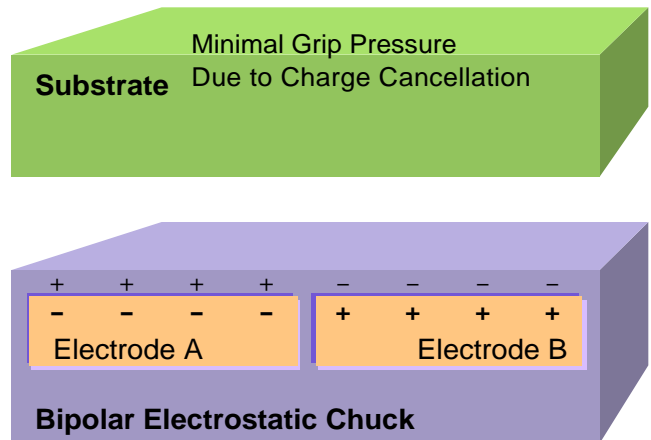 Minimal Grip Pressure
Substrate Due to Charge Cancellation
+ + + + − − − −
− − − − + + + +
Electrode A Electrode B
Bipolar Electrostatic Chuck